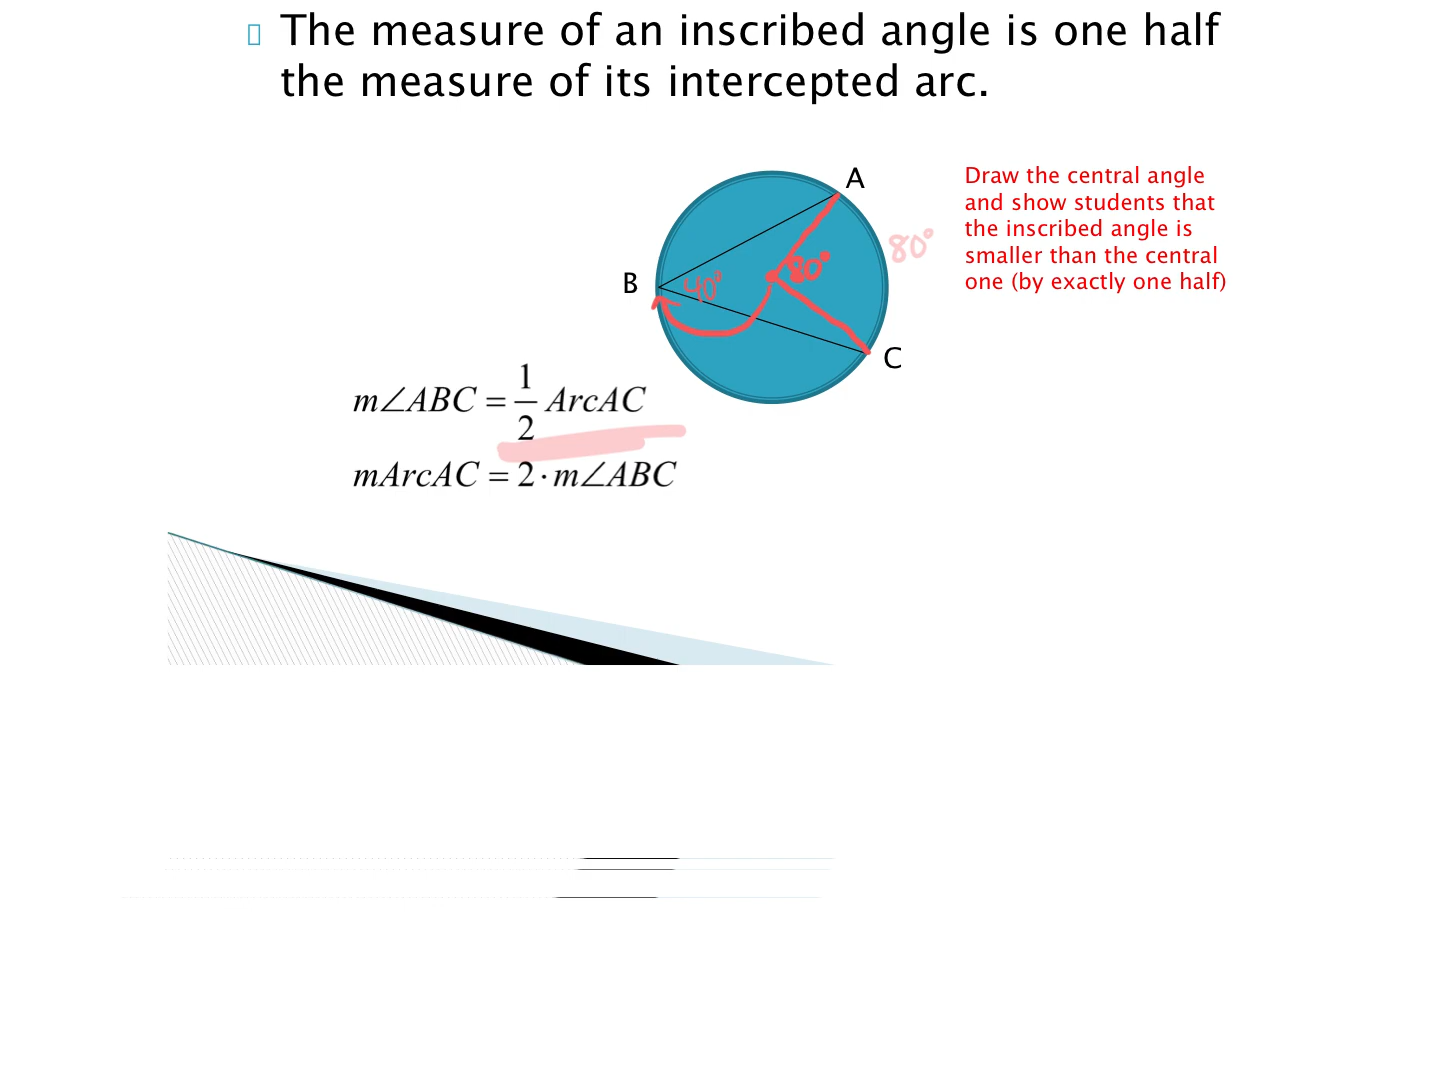 The measure of an inscribed angle is one half
the measure of its intercepted arc.
A
Draw the central angle
and show students that
the inscribed angle is
smaller than the central
one (by exactly one half)
80°
80°
B
40°
C
m∠ABC = 1/2 ArcAC
mArcAC = 2 · m∠ABC